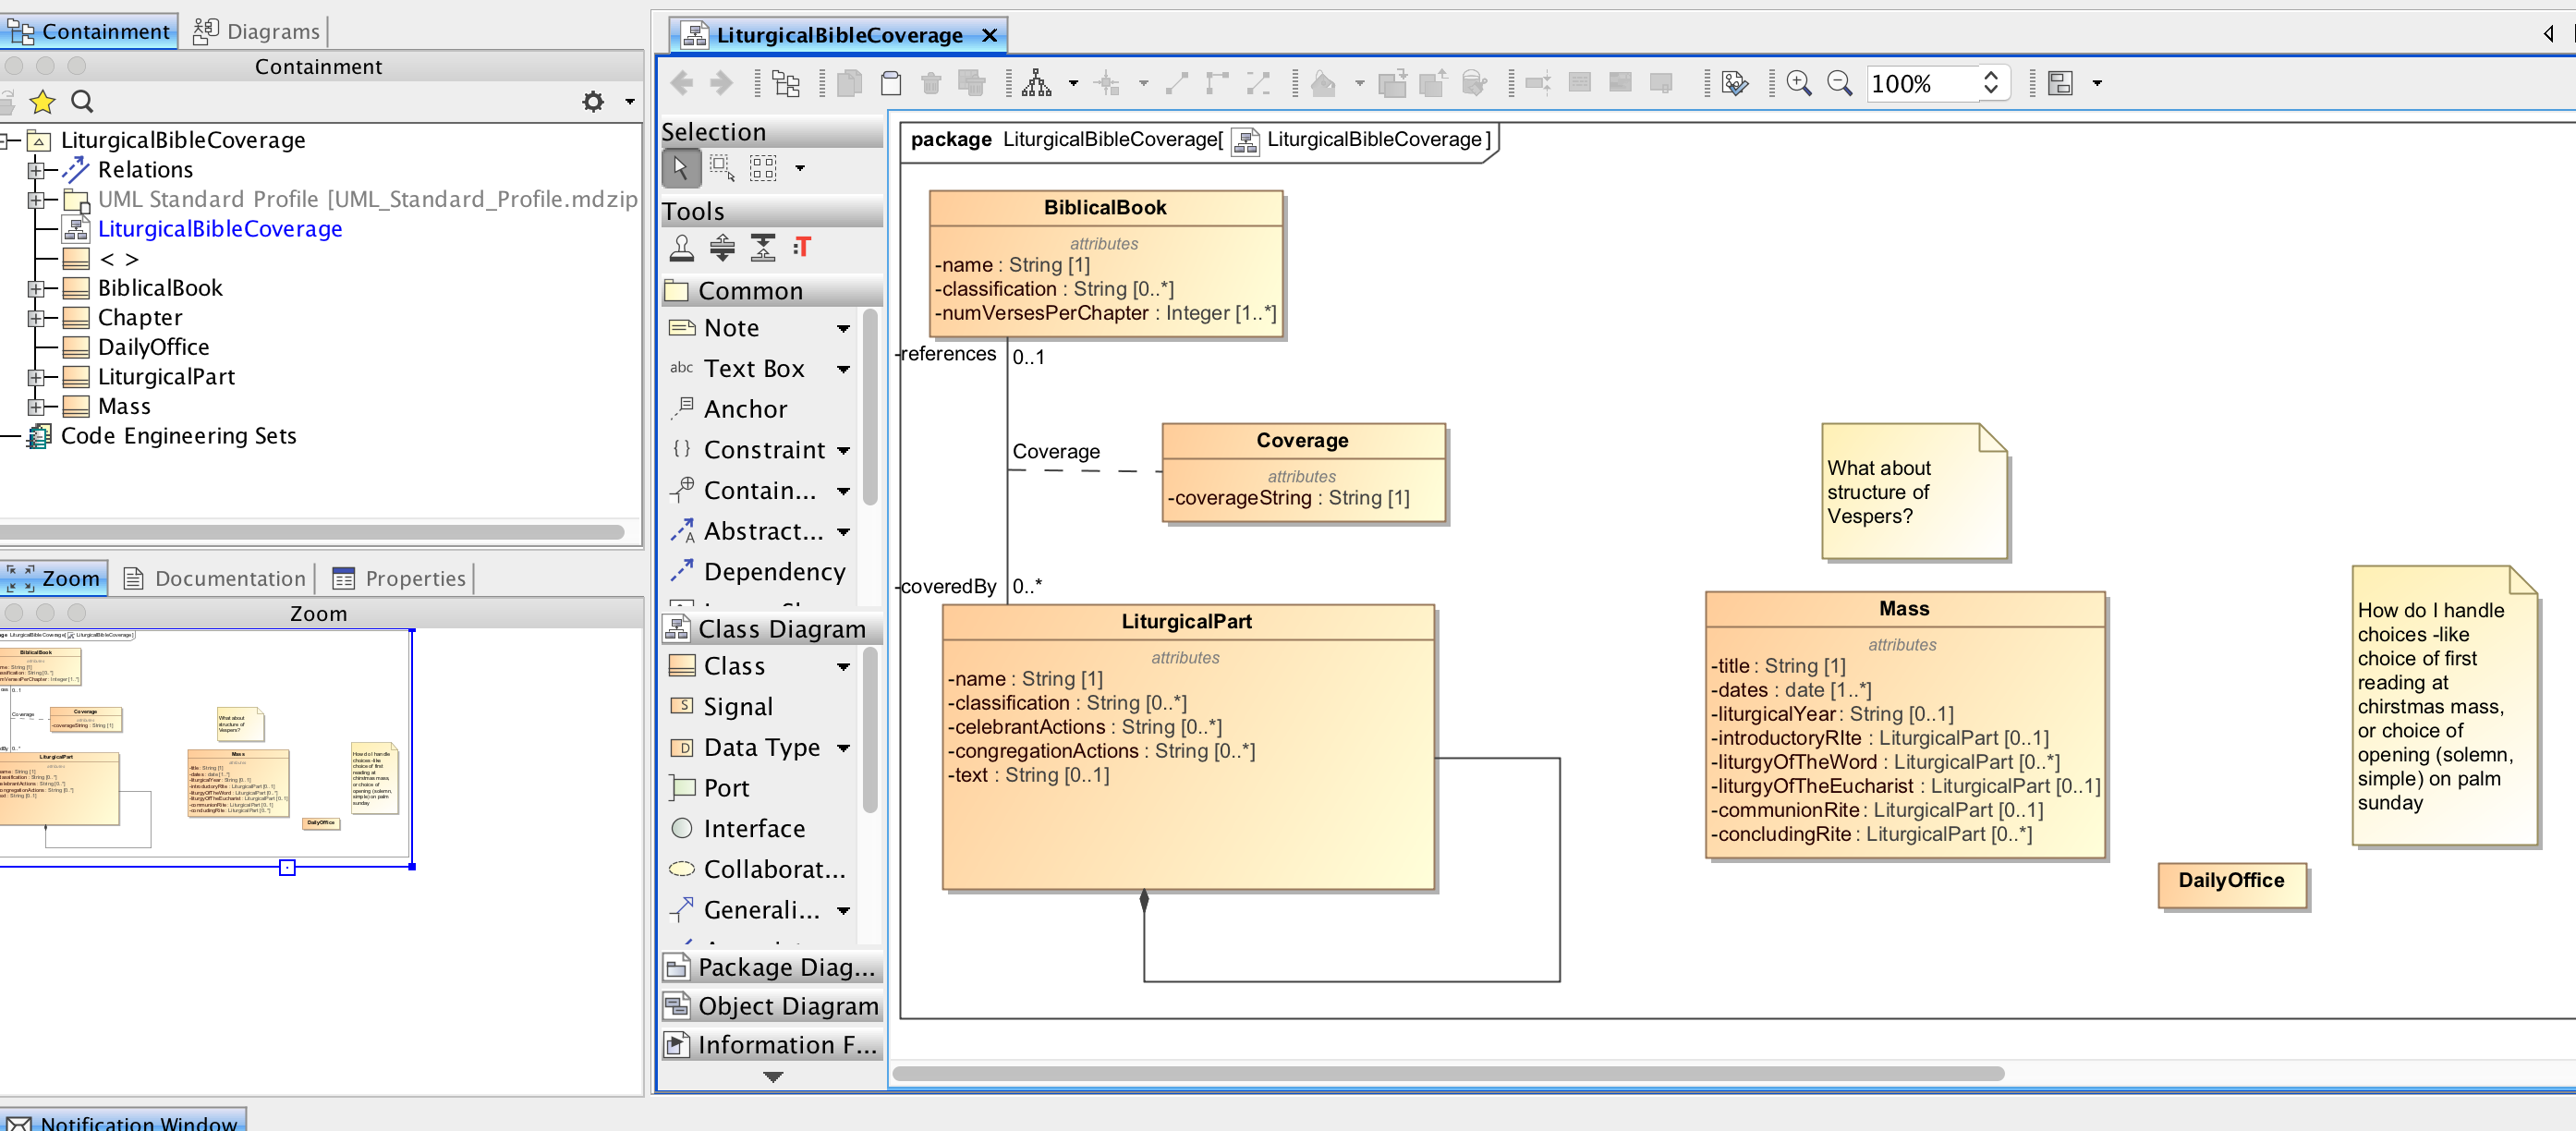 Containment
Diagrams
Containment
LiturgicalBibleCoverage
Relations
UML Standard Profile [UML_Standard_Profile.mdzip
LiturgicalBibleCoverage
< >
BiblicalBook
Chapter
DailyOffice
LiturgicalPart
Mass
Code Engineering Sets
Zoom
Documentation
Properties
Zoom
LiturgicalBibleCoverage
100%
Selection
Tools
:T
Common
Note
abc Text Box
Anchor
{ } Constraint
Contain...
Abstract...
Dependency
Class Diagram
Class
S Signal
D Data Type
Port
Interface
Collaborat...
Generali...
Package Diag...
Object Diagram
Information F...
package LiturgicalBibleCoverage[ LiturgicalBibleCoverage]
BiblicalBook
attributes
-name : String [1]
-classification : String [0..*]
-numVersesPerChapter : Integer [1..*]
-references 0..1
Coverage
Coverage
attributes
-coverageString : String [1]
-coveredBy 0..*
LiturgicalPart
attributes
-name : String [1]
-classification : String [0..*]
-celebrantActions : String [0..*]
-congregationActions : String [0..*]
-text : String [0..1]
What about
structure of
Vespers?
Mass
attributes
-title : String [1]
-dates : date [1..*]
-liturgicalYear : String [0..1]
-introductoryRIte : LiturgicalPart [0..1]
-liturgyOfTheWord : LiturgicalPart [0..*]
-liturgyOfTheEucharist : LiturgicalPart [0..1]
-communionRite : LiturgicalPart [0..1]
-concludingRite : LiturgicalPart [0..*]
How do I handle
choices -like
choice of first
reading at
chirstmas mass,
or choice of
opening (solemn,
simple) on palm
sunday
DailyOffice
Notification Window